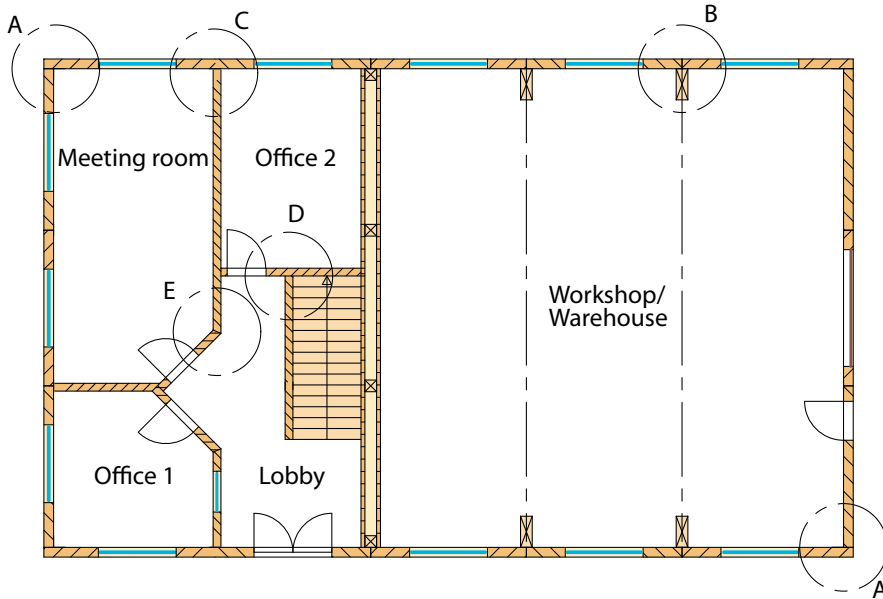 A
C
B
Meeting room
Office 2
D
E
Workshop/
Warehouse
Office 1
Lobby
A